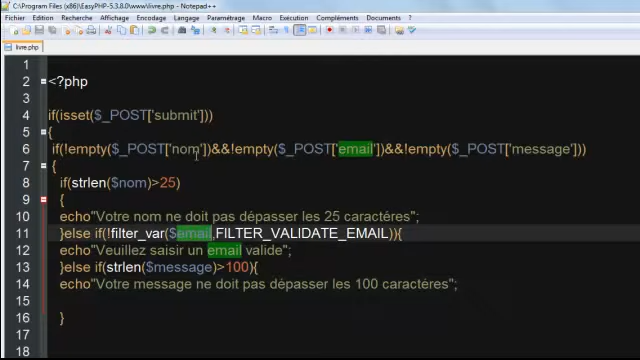 C:\Program Files (x86)\EasyPHP-5.3.8.0\www\livre.php - Notepad++
Fichier Edition Recherche Affichage Encodage Langage Paramétrage Macro Exécution Compléments Documents ?
livre.php
1
2 <?php
3
4 if(isset($_POST['submit']))
5 {
6 if(!empty($_POST['nom'])&&!empty($_POST['email'])&&!empty($_POST['message']))
7 {
8 if(strlen($nom)>25)
9 {
10 echo"Votre nom ne doit pas dépasser les 25 caractéres";
11 }else if(!filter_var($email,FILTER_VALIDATE_EMAIL)){
12 echo"Veuillez saisir un email valide";
13 }else if(strlen($message)>100){
14 echo"Votre message ne doit pas dépasser les 100 caractéres";
15
16 }
17
18